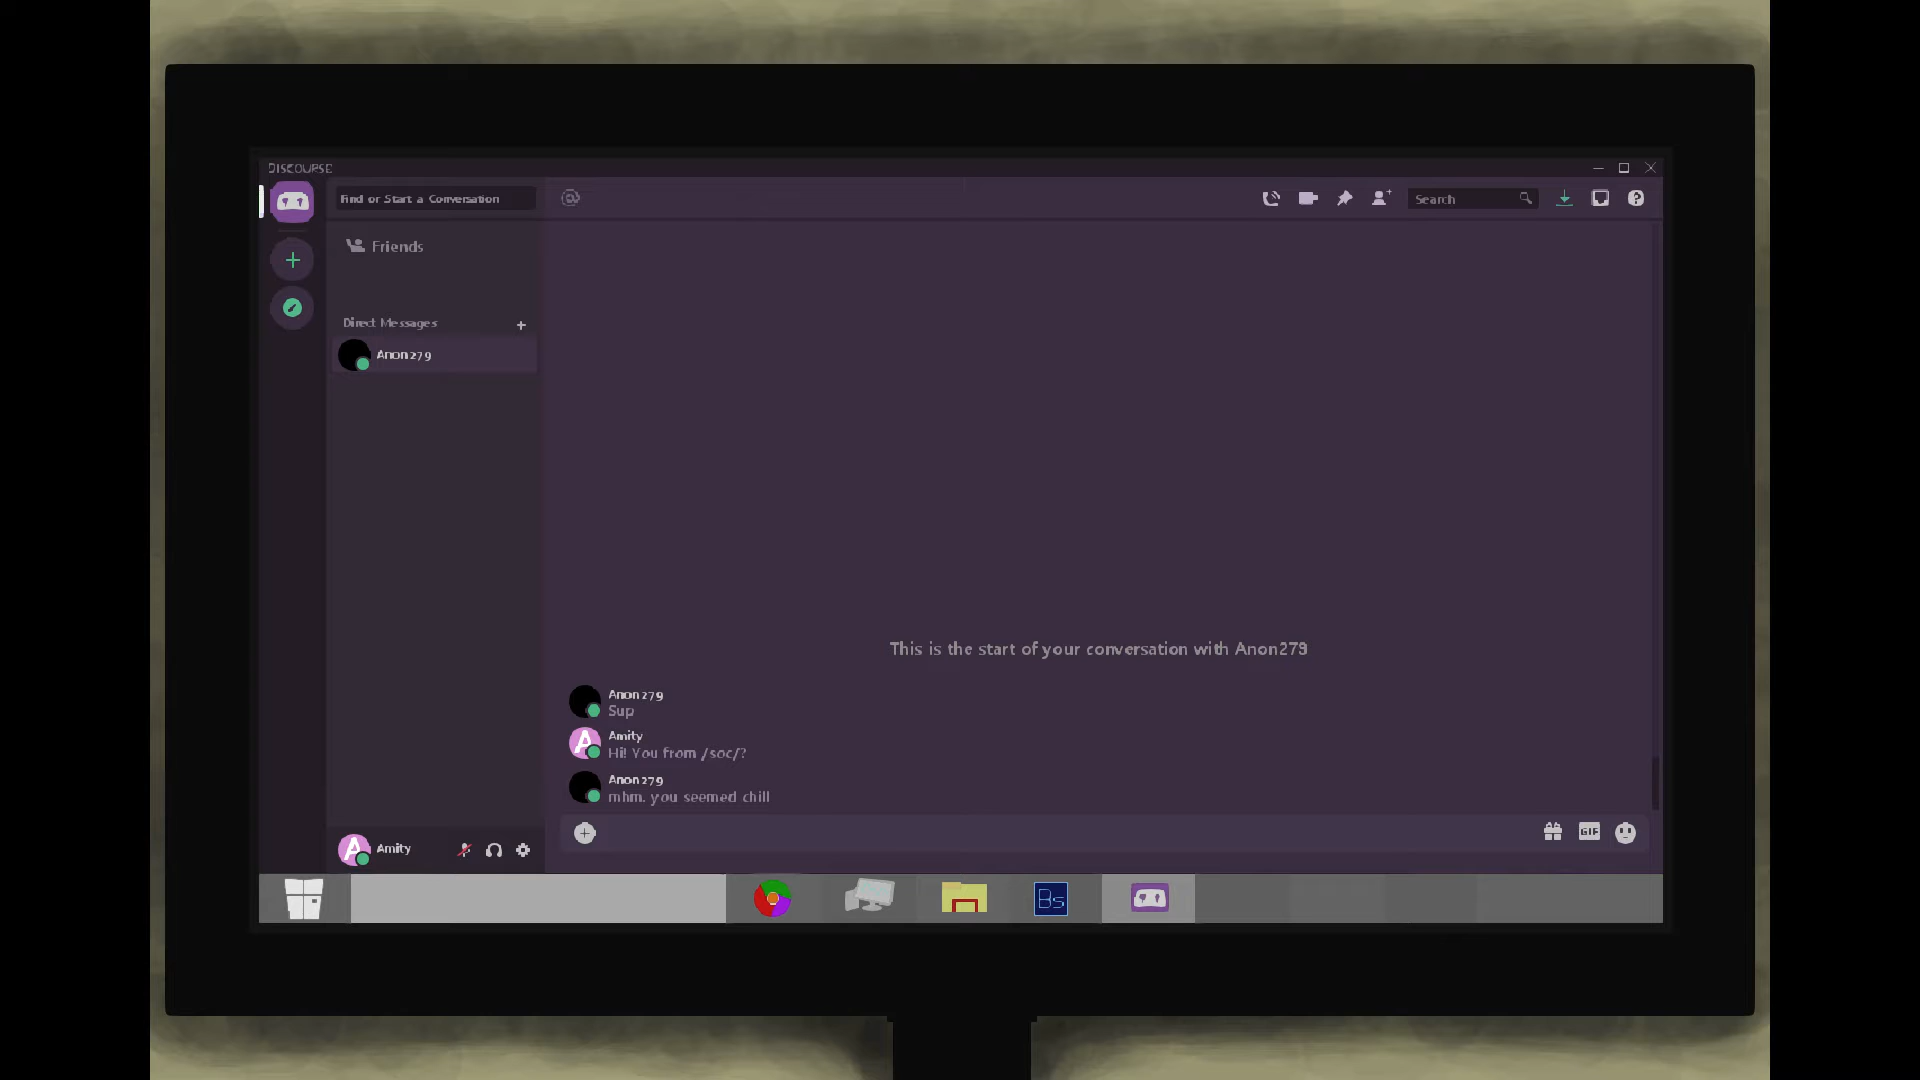 DISCOURSE
Find or Start a Conversation
Search
Friends
Direct Messages
Anon279
This is the start of your conversation with Anon279
Anon279
Sup
Amity
Hi! You from /soc/?
Anon279
mhm. you seemed chill
GIF
Amity
Bs